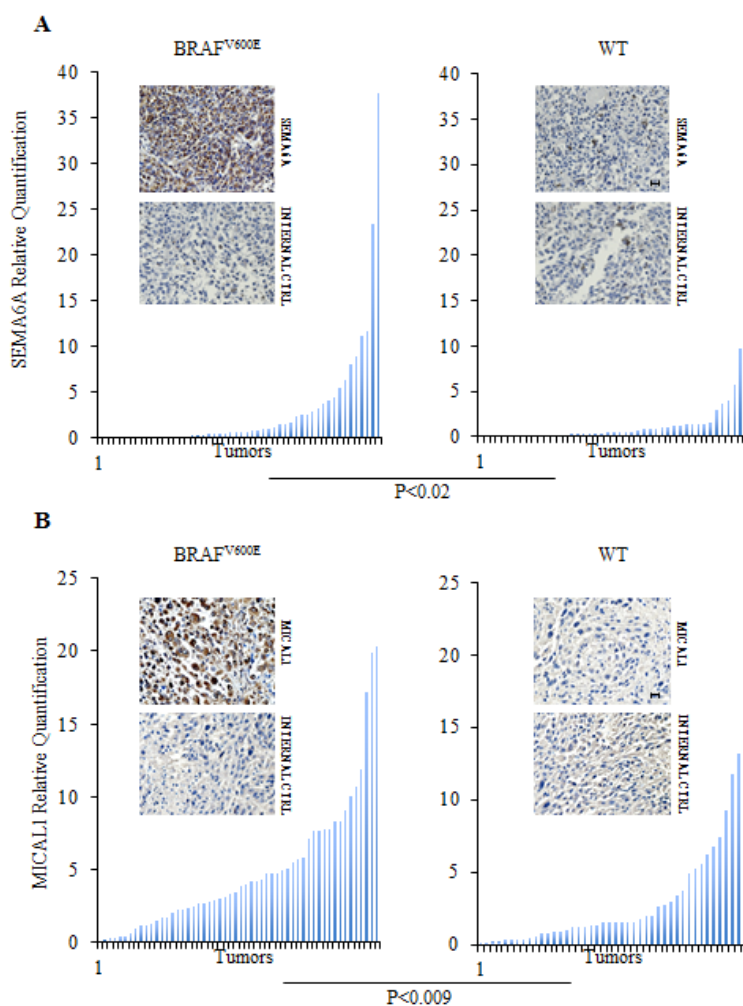 A
BRAFV600E
WT
SEMA6A Relative Quantification
40
35
30
25
20
15
10
5
0
SEMA6A
INTERNAL CTRL
1
Tumors
40
35
30
25
20
15
10
5
0
SEMA6A
INTERNAL CTRL
1
Tumors
P<0.02
B
BRAFV600E
WT
MICAL1 Relative Quantification
25
20
15
10
5
0
MICAL1
INTERNAL CTRL
1
Tumors
25
20
15
10
5
0
MICAL1
INTERNAL CTRL
1
Tumors
P<0.009